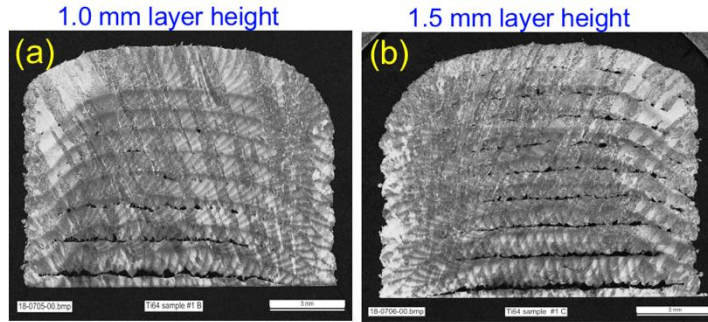 1.0 mm layer height
1.5 mm layer height
(a)
(b)
18-0705-00.bmp
Ti64 sample #1 B
5 mm
18-0706-00.bmp
Ti64 sample #1 C
5 mm